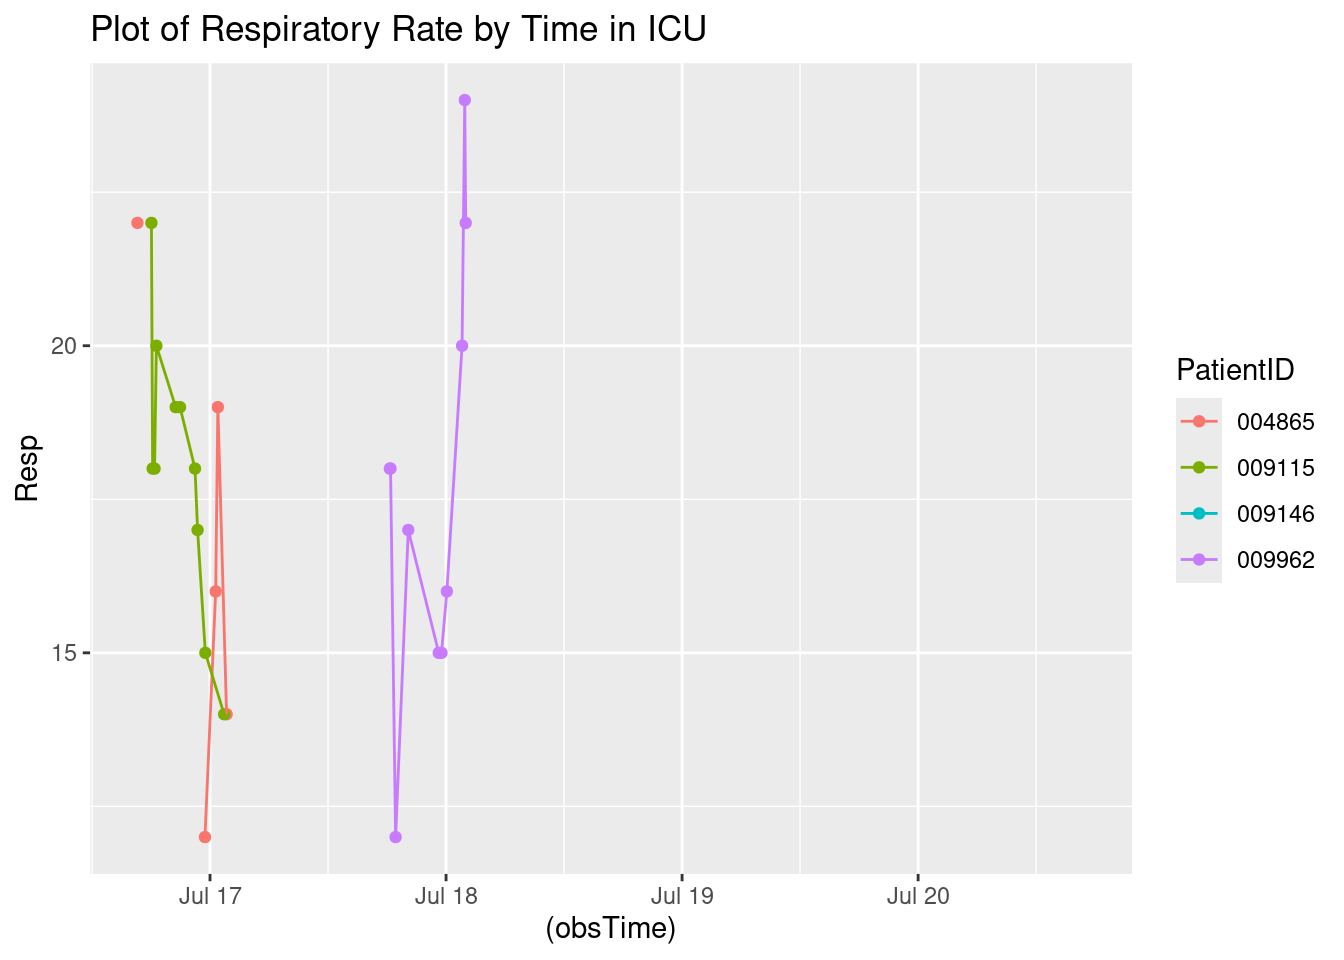 Plot of Respiratory Rate by Time in ICU
Resp
20
15
Jul 17
Jul 18
Jul 19
Jul 20
(obsTime)
PatientID
004865
009115
009146
009962